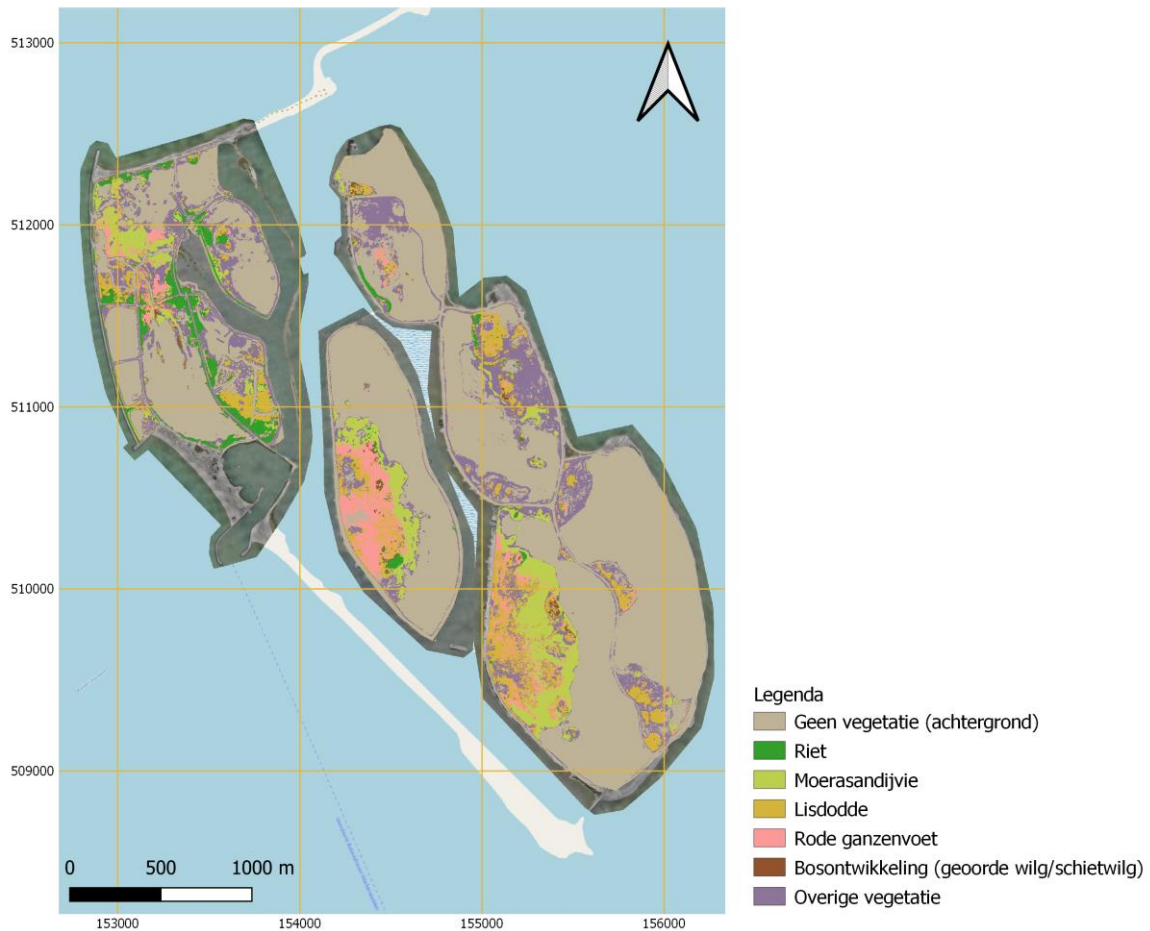 513000
512000
511000
510000
509000
0 500 1000 m
153000 154000 155000 156000
Legenda
Geen vegetatie (achtergrond)
Riet
Moerasandijvie
Lisdodde
Rode ganzenvoet
Bosontwikkeling (geoorde wilg/schietwilg)
Overige vegetatie